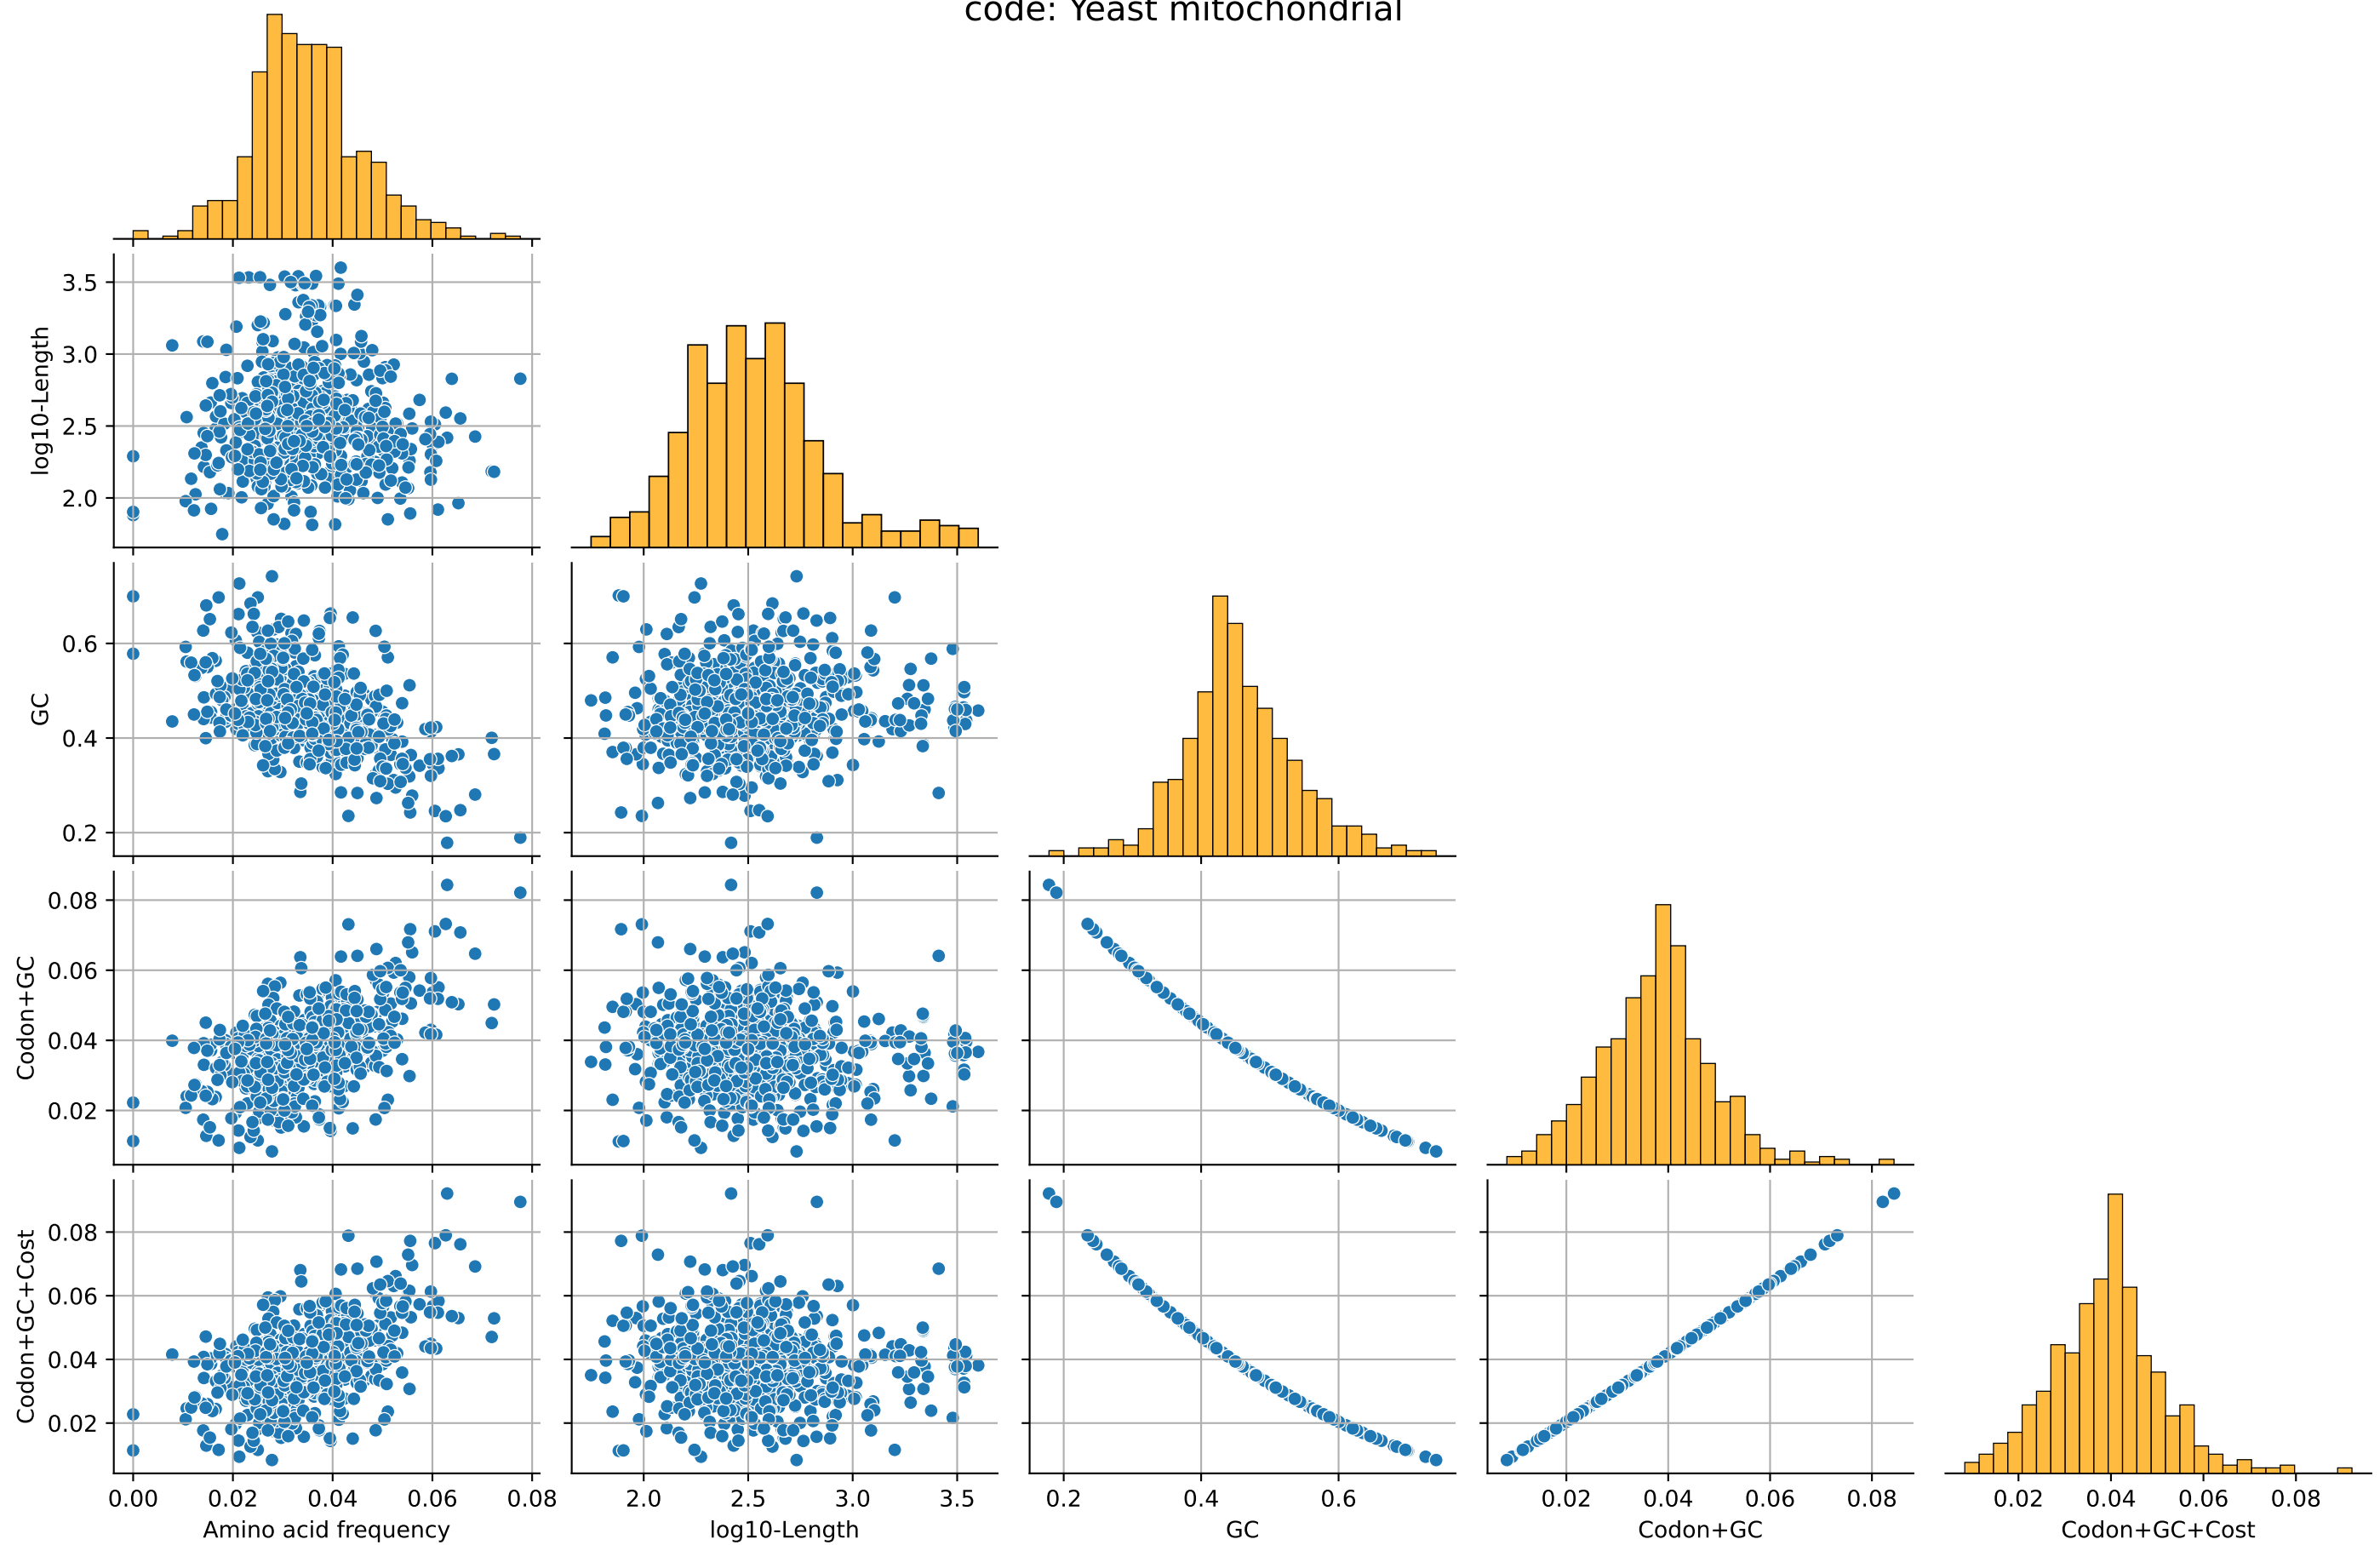 code: Yeast mitochondrial
3.5
3.0
2.5
2.0
log10-Length
0.6
0.4
0.2
GC
0.08
0.06
0.04
0.02
Codon+GC
0.08
0.06
0.04
0.02
Codon+GC+Cost
0.00 0.02 0.04 0.06 0.08 2.0 2.5 3.0 3.5 0.2 0.4 0.6 0.02 0.04 0.06 0.08 0.02 0.04 0.06 0.08
Amino acid frequency log10-Length GC Codon+GC Codon+GC+Cost